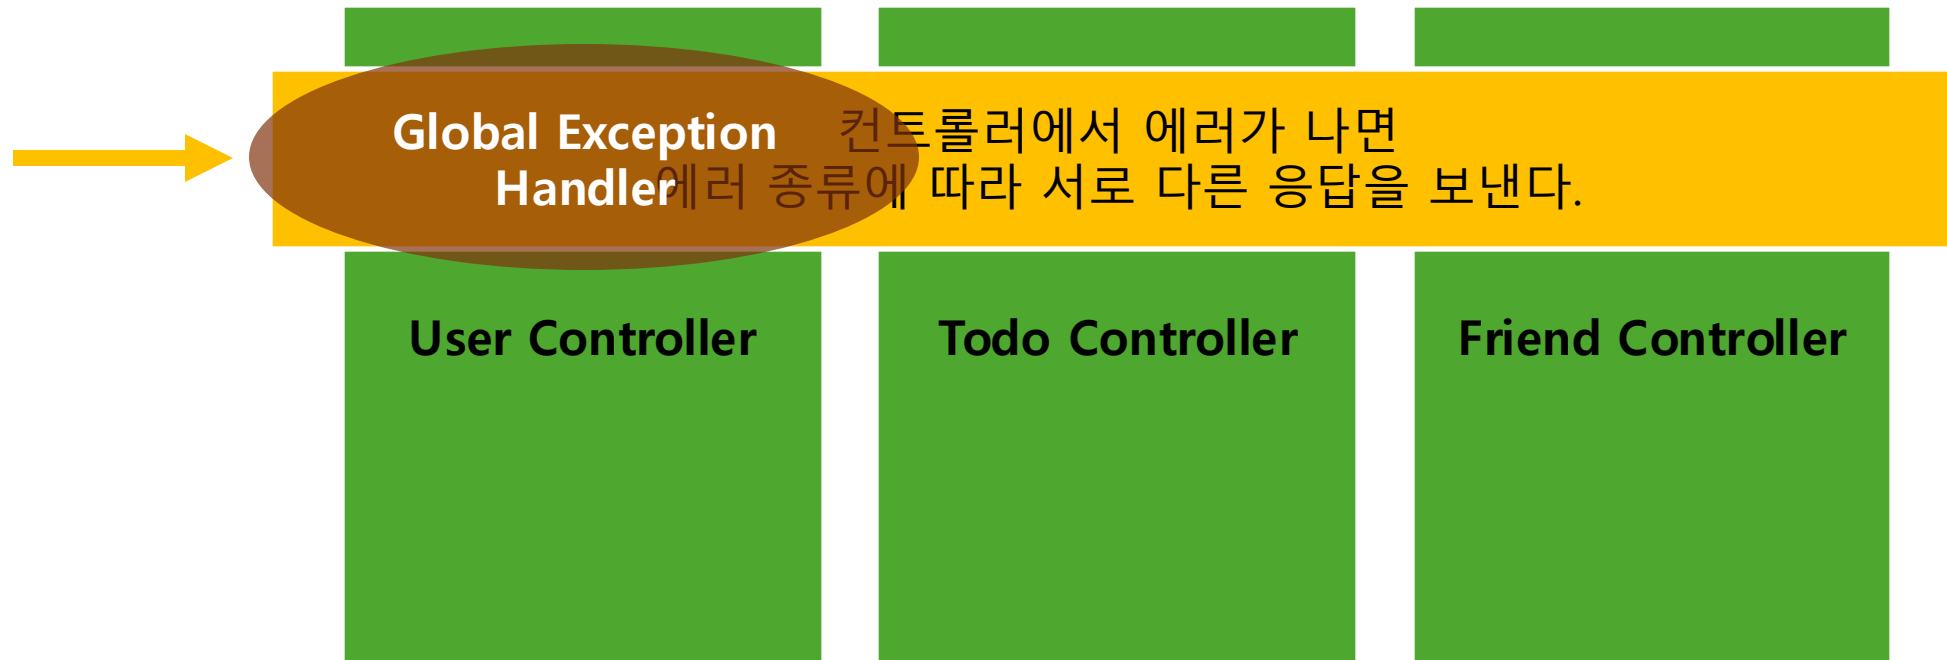 Global Exception
Handler
컨트롤러에서 에러가 나면
에러 종류에 따라 서로 다른 응답을 보낸다.
User Controller
Todo Controller
Friend Controller